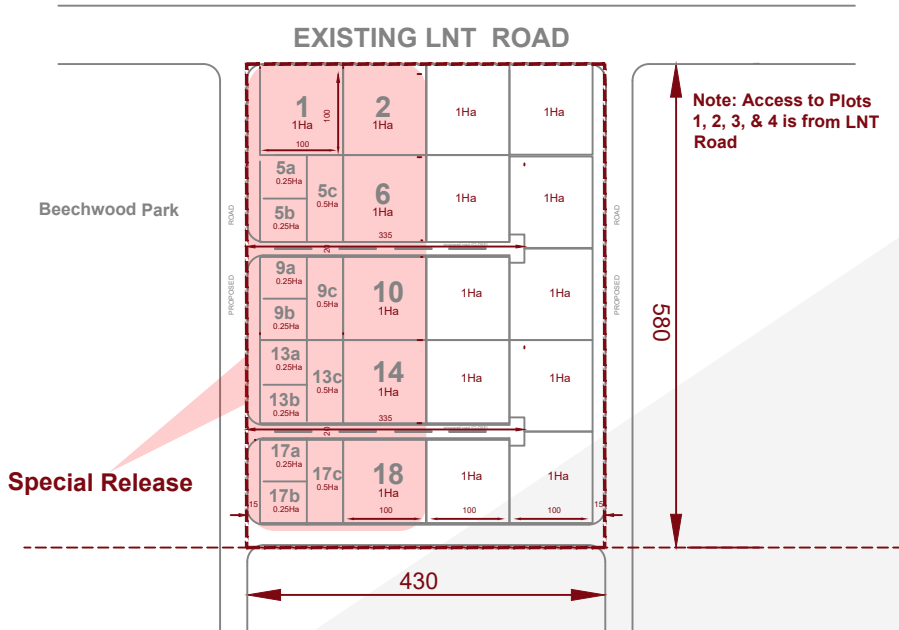 EXISTING LNT ROAD
1
1Ha
100
100
2
1Ha
1Ha
1Ha
Note: Access to Plots
1, 2, 3, & 4 is from LNT
Road
5a
0.25Ha
5b
0.25Ha
5c
0.5Ha
6
1Ha
1Ha
1Ha
Beechwood Park
ROAD
PROPOSED
ROAD
PROPOSED
335
20
9a
0.25Ha
9b
0.25Ha
9c
0.5Ha
10
1Ha
1Ha
1Ha
580
13a
0.25Ha
13b
0.25Ha
13c
0.5Ha
14
1Ha
1Ha
1Ha
335
20
Special Release
17a
0.25Ha
17b
0.25Ha
17c
0.5Ha
18
1Ha
1Ha
1Ha
15
100
100
100
15
430